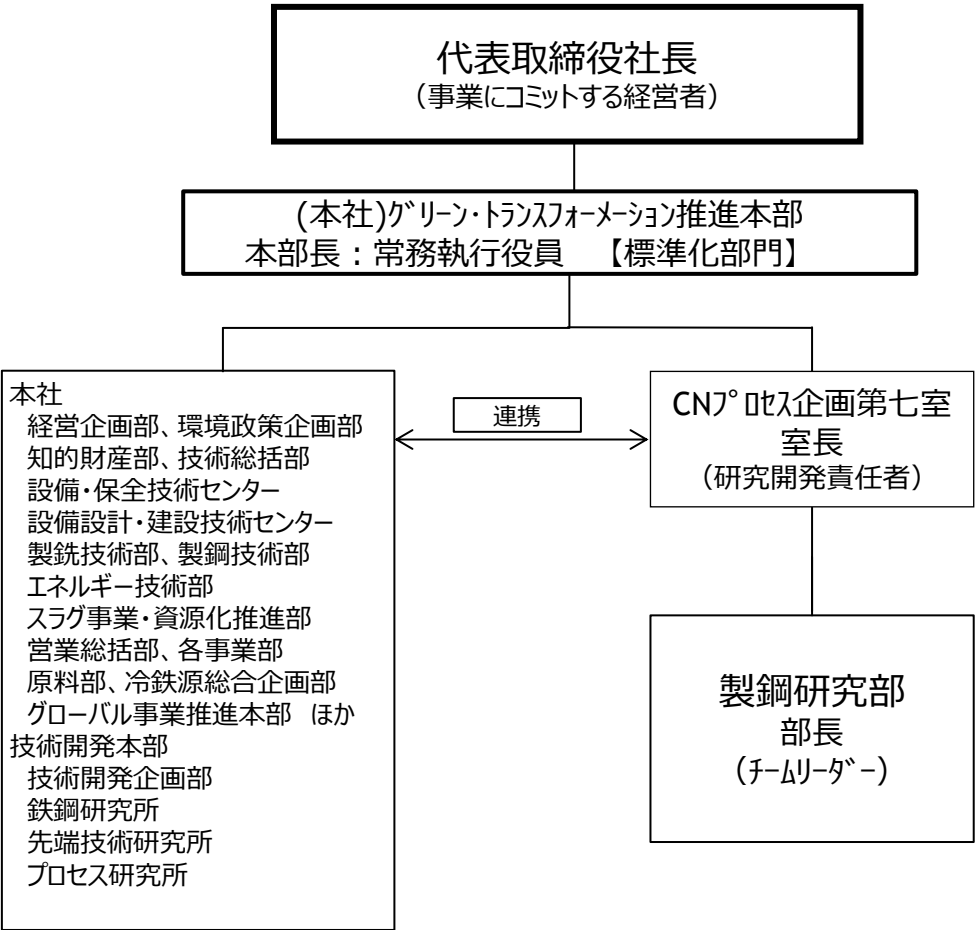 代表取締役社長
（事業にコミットする経営者）
(本社)ｸﾞﾘｰﾝ･ﾄﾗﾝｽﾌｫｰﾒｰｼｮﾝ推進本部
本部長：常務執行役員　【標準化部門】
本社
経営企画部、環境政策企画部
知的財産部、技術総括部
設備・保全技術センター
設備設計・建設技術センター
製銑技術部、製鋼技術部
エネルギー技術部
スラグ事業・資源化推進部
営業総括部、各事業部
原料部、冷鉄源総合企画部
グローバル事業推進本部　ほか
技術開発本部
技術開発企画部
鉄鋼研究所
先端技術研究所
プロセス研究所
連携
CNﾌﾟﾛｾｽ企画第七室
室長
（研究開発責任者）
製鋼研究部
部長
（ﾁｰﾑﾘｰﾀﾞｰ）